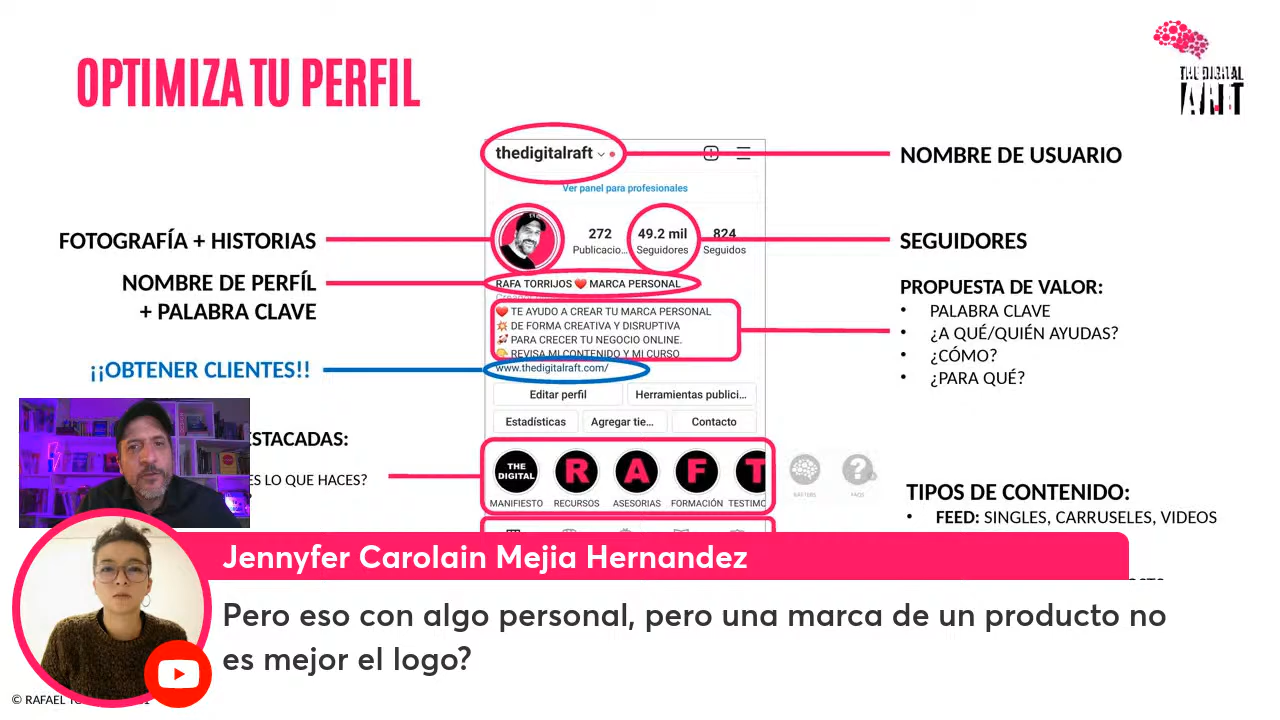 OPTIMIZA TU PERFIL
THE DIGITAL
thedigitalraft
NOMBRE DE USUARIO
Ver panel para profesionales
FOTOGRAFÍA + HISTORIAS
272
Publicacio...
49.2 mil
Seguidores
824
Seguidos
SEGUIDORES
NOMBRE DE PERFÍL
+ PALABRA CLAVE
RAFA TORRIJOS ❤️ MARCA PERSONAL
❤️ TE AYUDO A CREAR TU MARCA PERSONAL
💥 DE FORMA CREATIVA Y DISRUPTIVA
🚀 PARA CRECER TU NEGOCIO ONLINE.
REVISA MI CONTENIDO Y MI CURSO
www.thedigitalraft.com/
PROPUESTA DE VALOR:
• PALABRA CLAVE
• ¿A QUÉ/QUIÉN AYUDAS?
• ¿CÓMO?
• ¿PARA QUÉ?
¡¡OBTENER CLIENTES!!
Editar perfil
Herramientas publici...
Estadísticas
Agregar tie...
Contacto
STACADAS:
ES LO QUE HACES?
THE
DIGITAL
R
A
F
T
MANIFIESTO
RECURSOS
ASESORIAS
FORMACIÓN
TESTIMO
RAFTERS
FAQS
TIPOS DE CONTENIDO:
• FEED: SINGLES, CARRUSELES, VIDEOS
Jennyfer Carolain Mejia Hernandez
Pero eso con algo personal, pero una marca de un producto no
es mejor el logo?
© RAFAEL